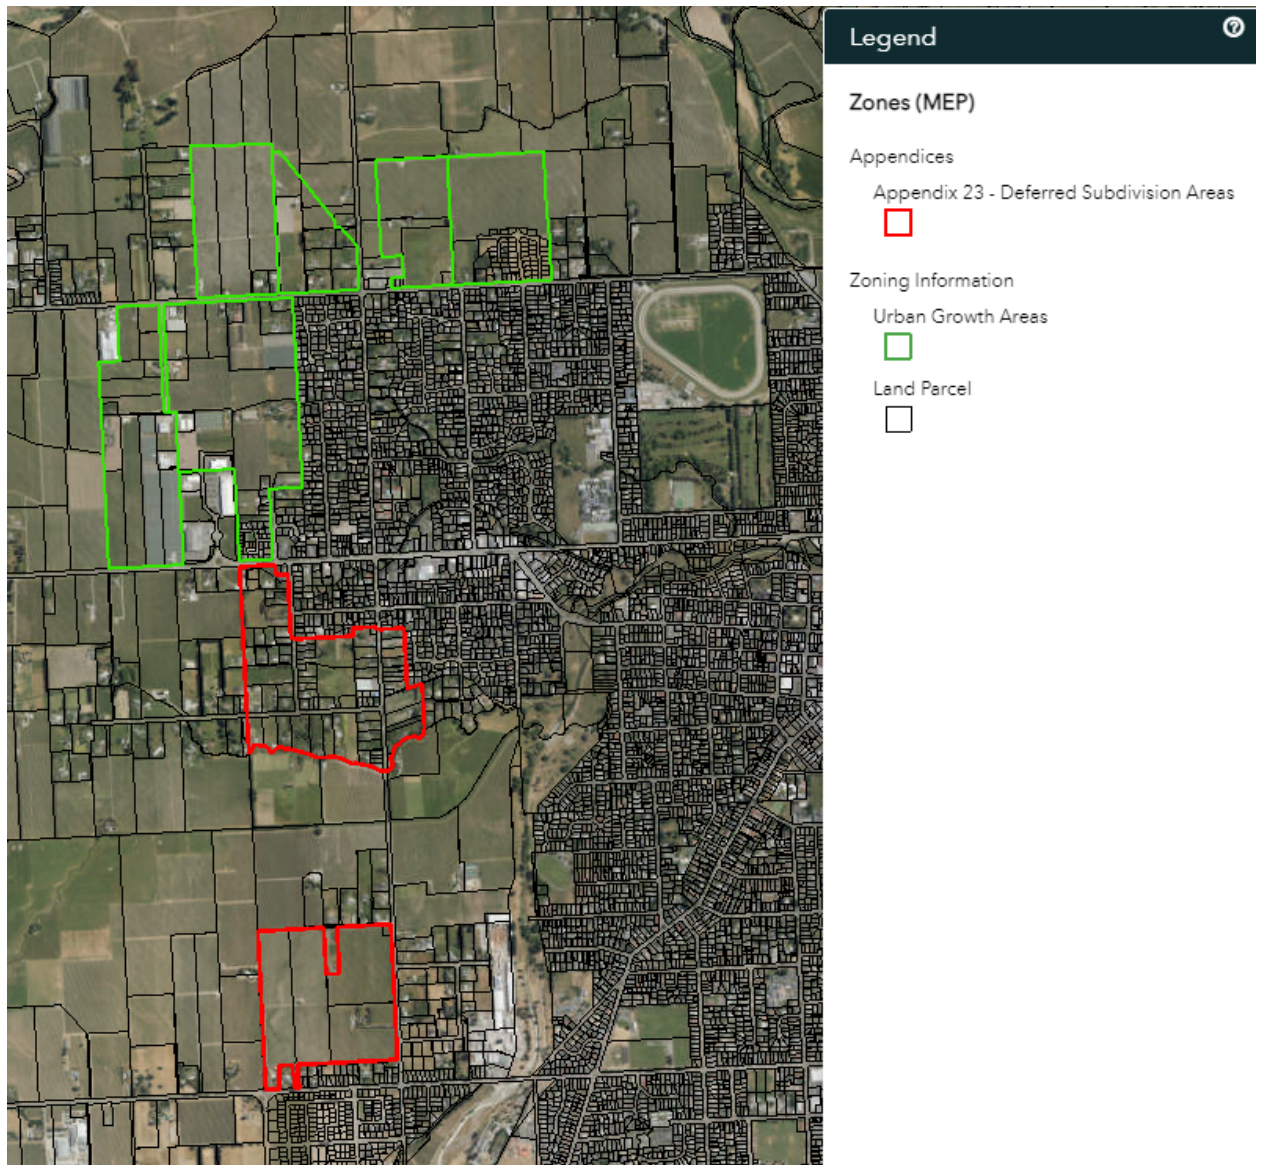 Legend
?
Zones (MEP)
Appendices
Appendix 23 - Deferred Subdivision Areas
Zoning Information
Urban Growth Areas
Land Parcel